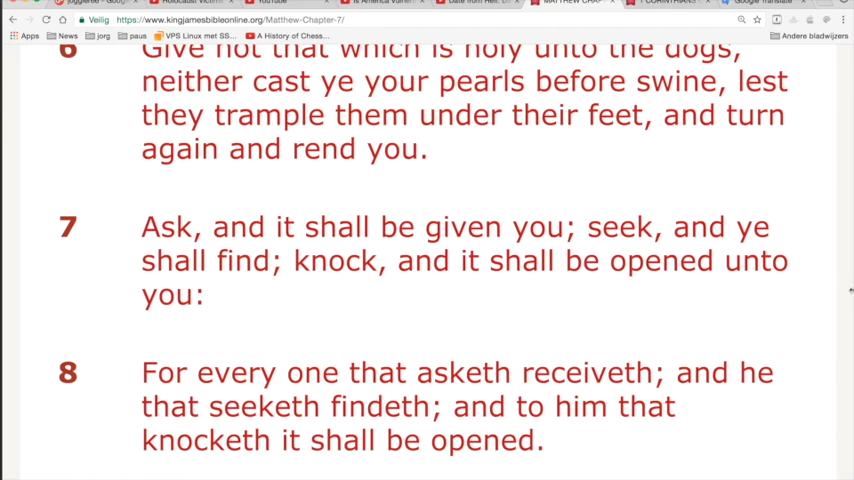 Veilig
https://www.kingjamesbibleonline.org/Matthew-Chapter-7/
Apps News jorg paus VPS Linux met SS... A History of Chess... Andere bladwijzers
6 Give not that which is holy unto the dogs,
neither cast ye your pearls before swine, lest
they trample them under their feet, and turn
again and rend you.
7 Ask, and it shall be given you; seek, and ye
shall find; knock, and it shall be opened unto
you:
8 For every one that asketh receiveth; and he
that seeketh findeth; and to him that
knocketh it shall be opened.